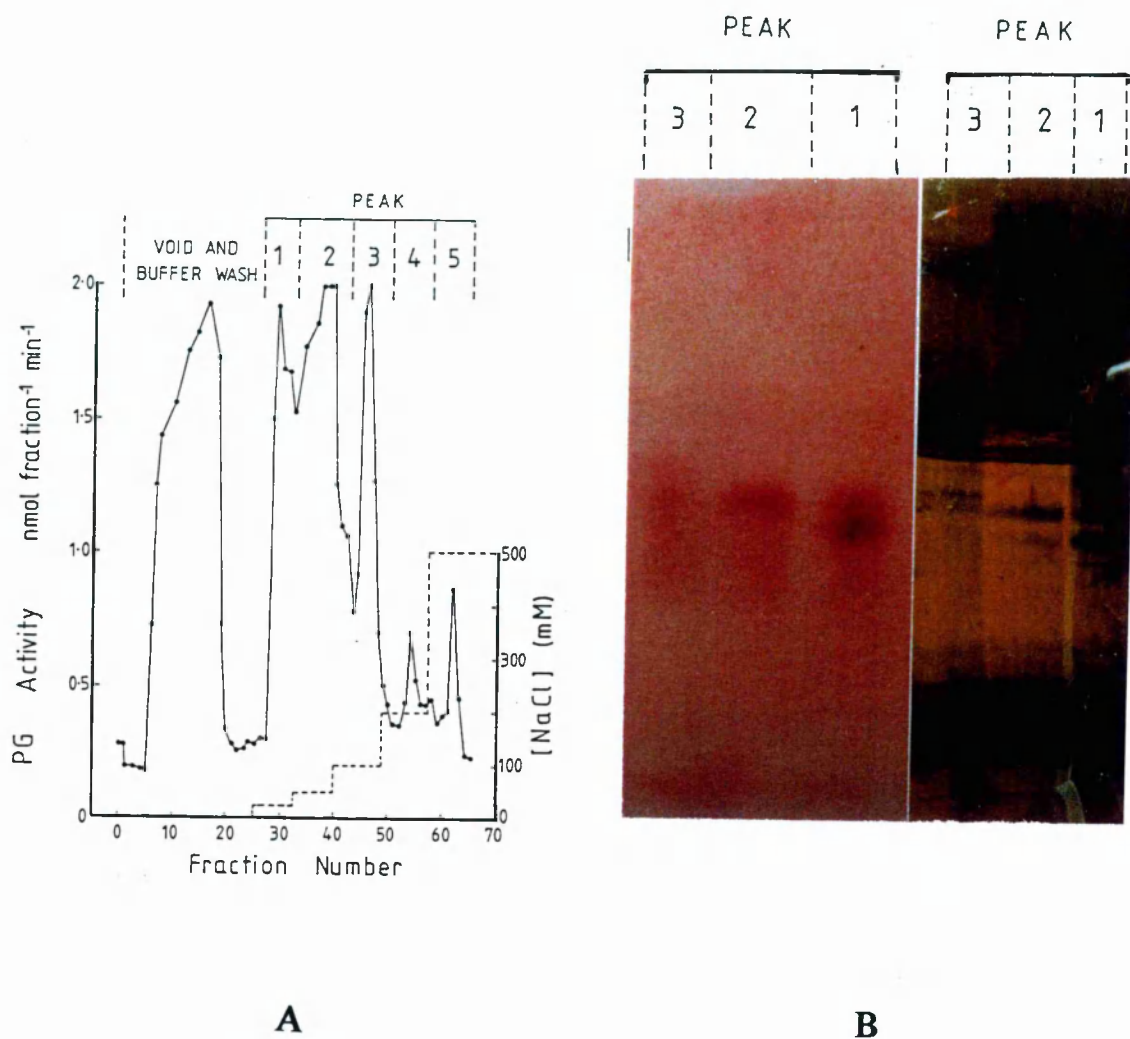 PEAK
VOID AND BUFFER WASH
1 2 3 4 5
2·0
1·5
1·0
0·5
0
PG Activity nmol fraction⁻¹ min⁻¹
500
300
100
0
[NaCl] (mM)
0 10 20 30 40 50 60 70
Fraction Number
A
PEAK
3 2 1
PEAK
3 2 1
B